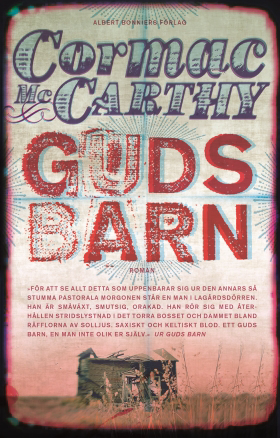 ALBERT BONNIERS FÖRLAG
Cormac
Mc CARTHY
GUDS
BARN
ROMAN
»FÖR ATT SE ALLT DETTA SOM UPPENBARAR SIG UR DEN ANNARS SÅ
STUMMA PASTORALA MORGONEN STÅR EN MAN I LAGÅRDSDÖRREN.
HAN ÄR SMÅVÄXT, SMUTSIG, ORAKAD. HAN RÖR SIG MED ÅTER-
HÅLLEN STRIDSLYSTNAD I DET TORRA BOSSET OCH DAMMET BLAND
RÄFFLORNA AV SOLLJUS. SAXISKT OCH KELTISKT BLOD. ETT GUDS
BARN, EN MAN INTE OLIK ER SJÄLV.» UR GUDS BARN